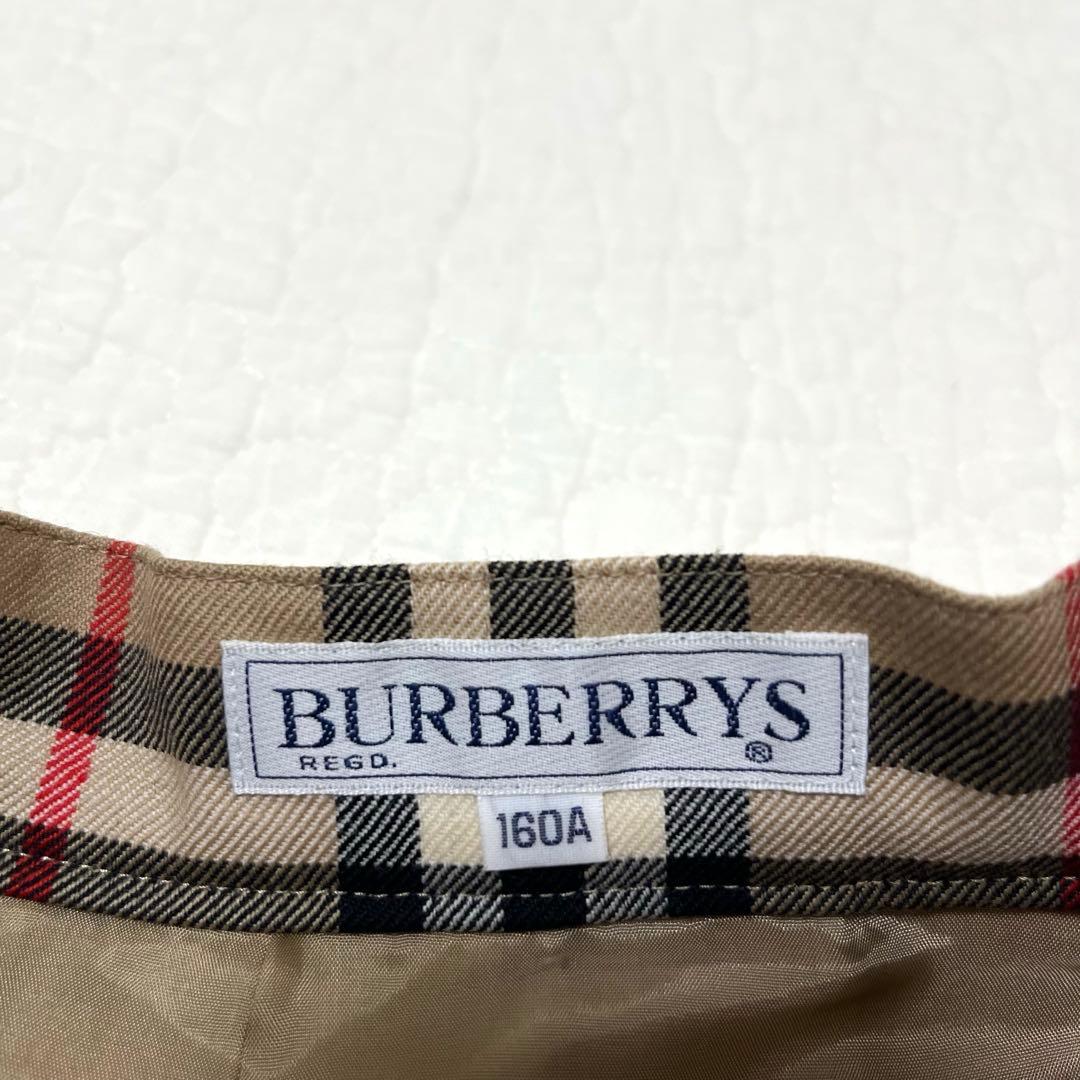 BURBERRYS
REGD. ®
160A